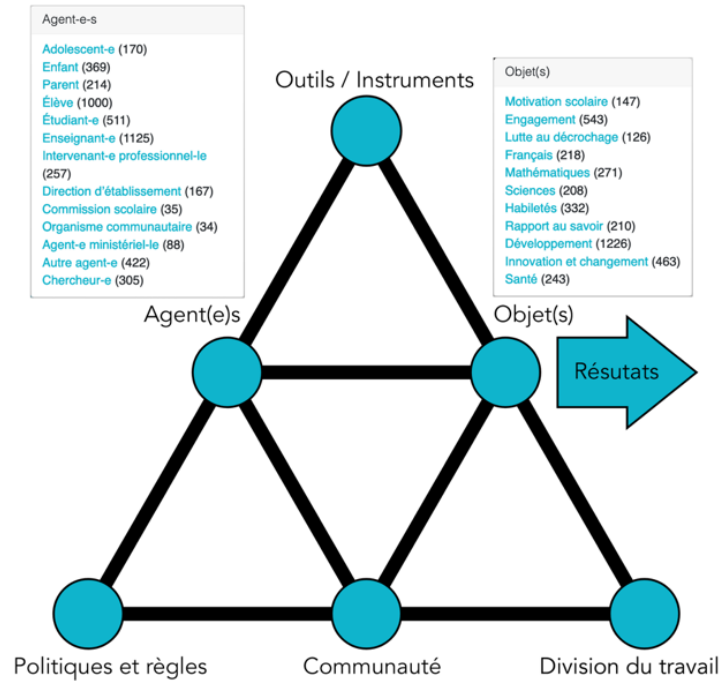 Agent-e-s
Adolescent-e (170)
Enfant (369)
Parent (214)
Élève (1000)
Étudiant-e (511)
Enseignant-e (1125)
Intervenant-e professionnel-le
(257)
Direction d'établissement (167)
Commission scolaire (35)
Organisme communautaire (34)
Agent-e ministériel-le (88)
Autre agent-e (422)
Chercheur-e (305)
Outils / Instruments
Objet(s)
Motivation scolaire (147)
Engagement (543)
Lutte au décrochage (126)
Français (218)
Mathématiques (271)
Sciences (208)
Habiletés (332)
Rapport au savoir (210)
Développement (1226)
Innovation et changement (463)
Santé (243)
Agent(e)s
Objet(s)
Résutats
Politiques et règles
Communauté
Division du travail